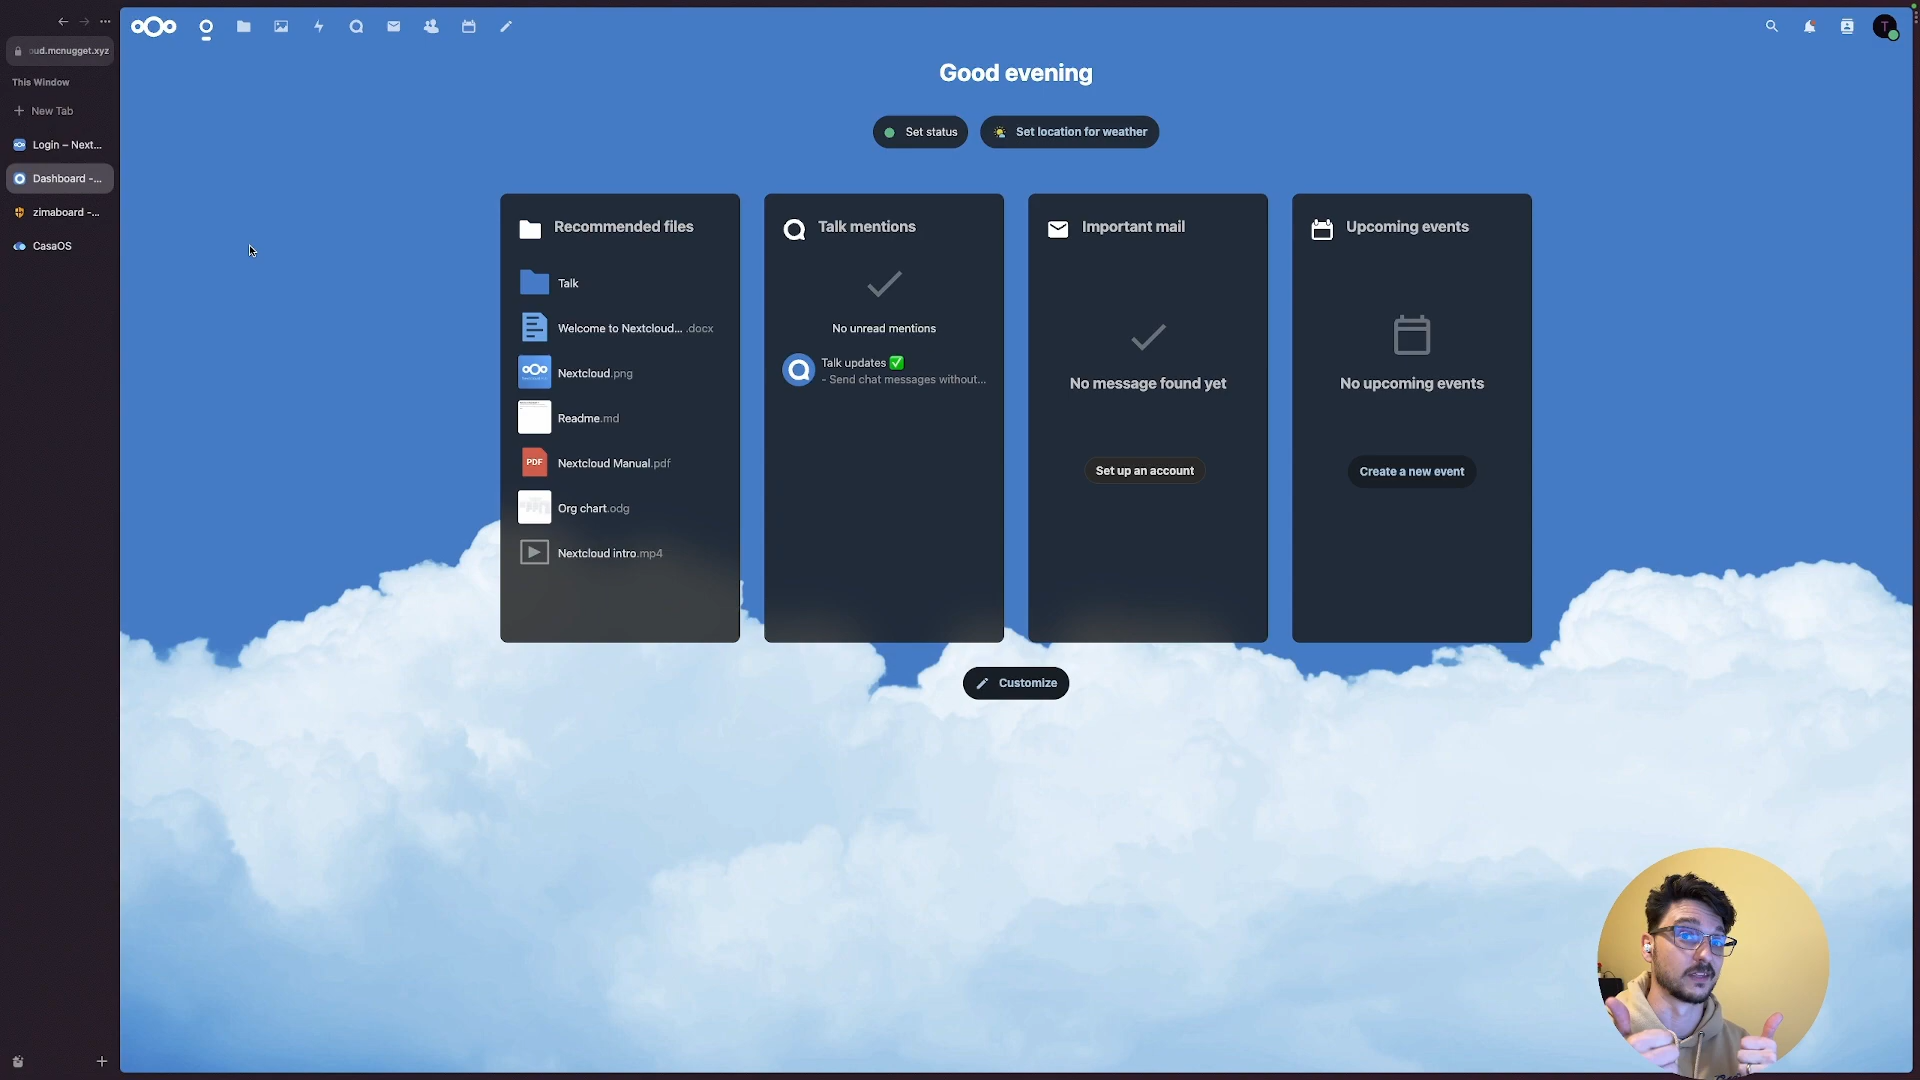 oud.mcnugget.xyz
This Window
New Tab
Login – Next...
Dashboard -...
zimaboard -...
CasaOS
T
Good evening
Set status
Set location for weather
Recommended files
Talk
Welcome to Nextcloud... .docx
Nextcloud.png
Readme.md
PDF
Nextcloud Manual.pdf
Org chart.odg
Nextcloud intro.mp4
Talk mentions
No unread mentions
Talk updates ✅
- Send chat messages without...
Important mail
No message found yet
Set up an account
Upcoming events
No upcoming events
Create a new event
Customize